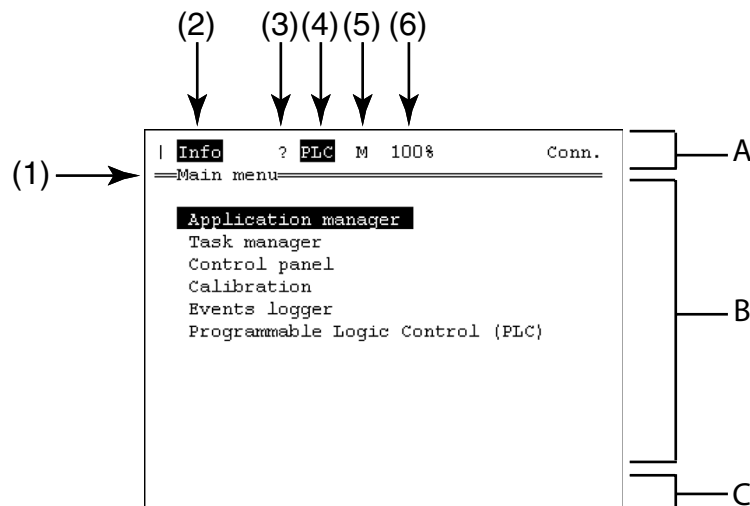 (2) (3) (4) (5) (6)
| Info ? PLC M 100% Conn.
A
(1)
Main menu
Application manager
Task manager
Control panel
Calibration
Events logger
Programmable Logic Control (PLC)
B
C